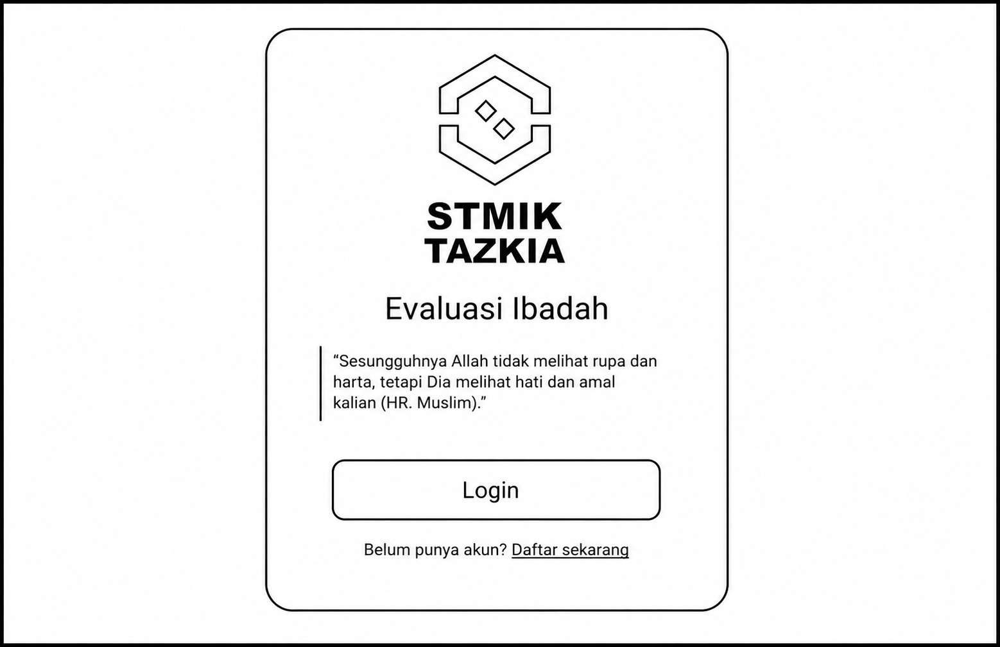 STMIK
TAZKIA
Evaluasi Ibadah
“Sesungguhnya Allah tidak melihat rupa dan
harta, tetapi Dia melihat hati dan amal
kalian (HR. Muslim).”
Login
Belum punya akun? Daftar sekarang